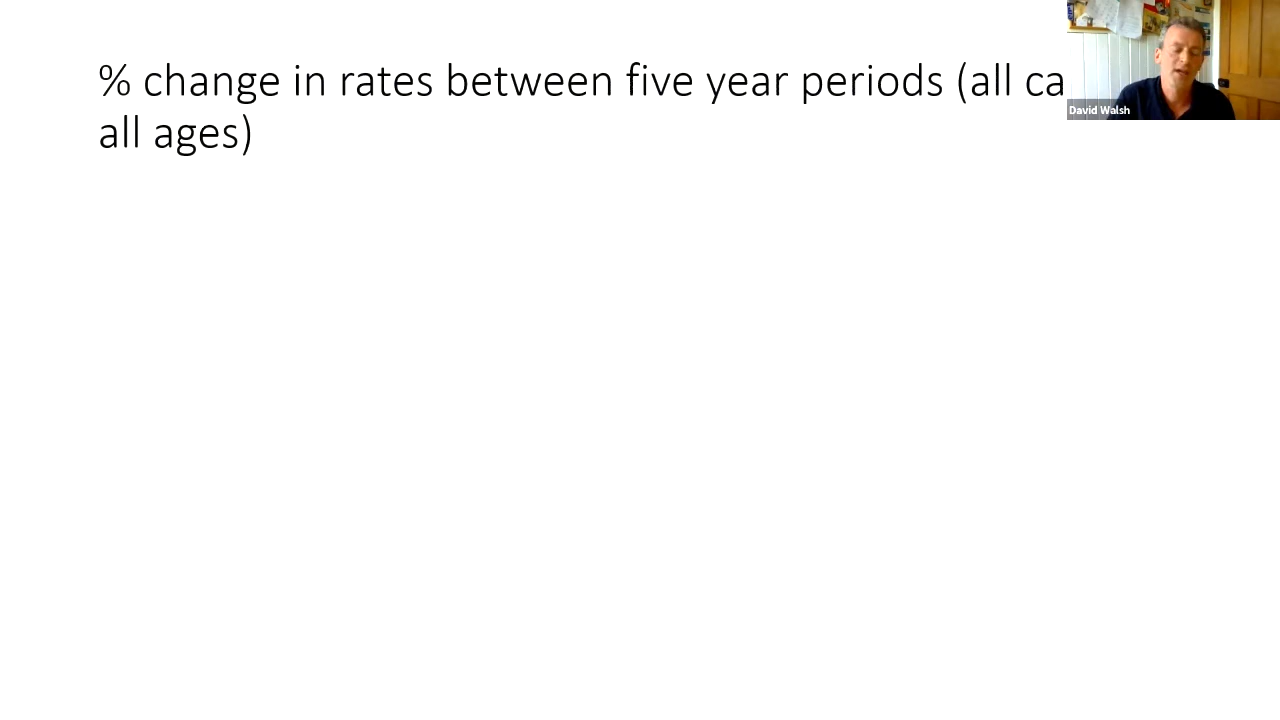 % change in rates between five year periods (all ca
all ages)
David Walsh